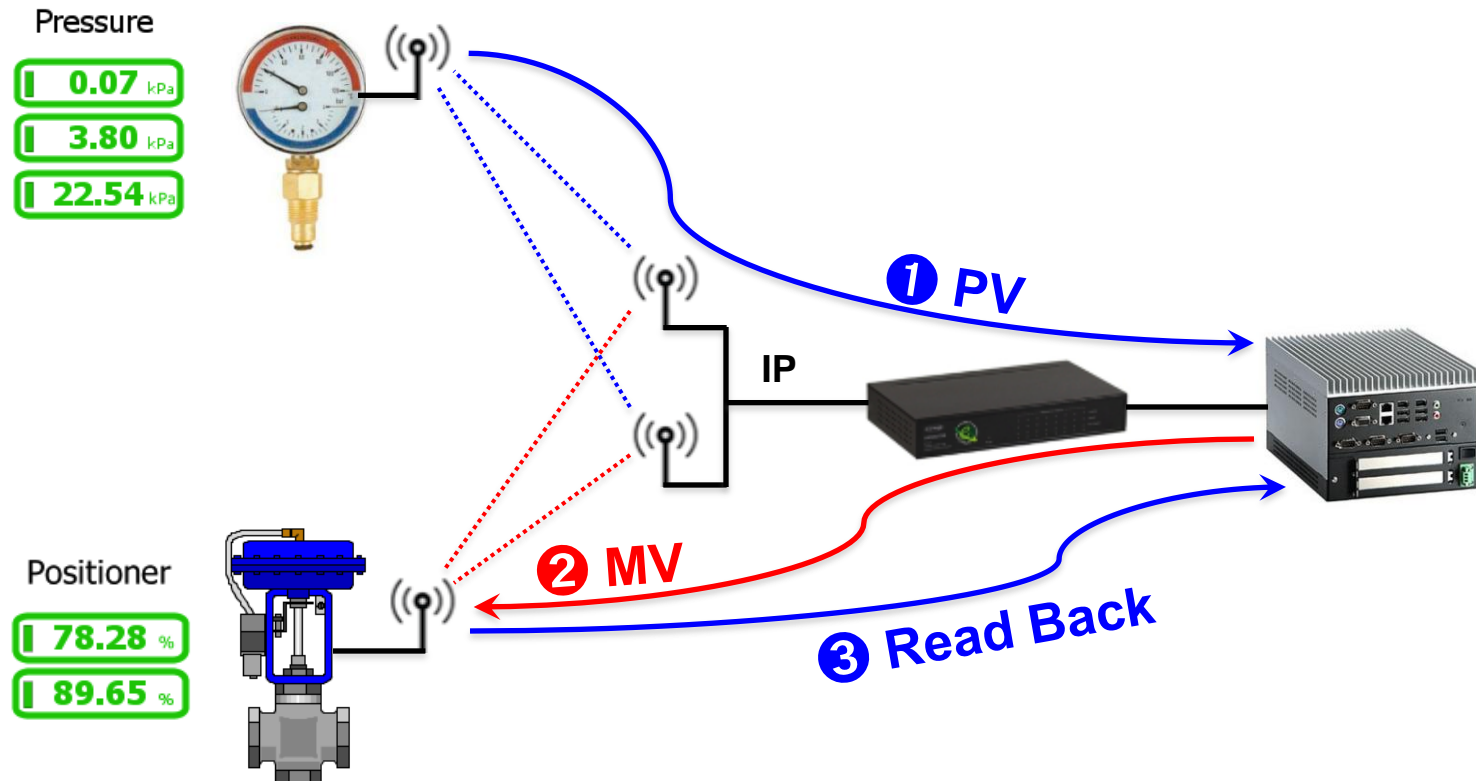 Pressure
0.07 kPa
3.80 kPa
22.54 kPa
❶ PV
IP
❷ MV
❸ Read Back
Positioner
78.28 %
89.65 %